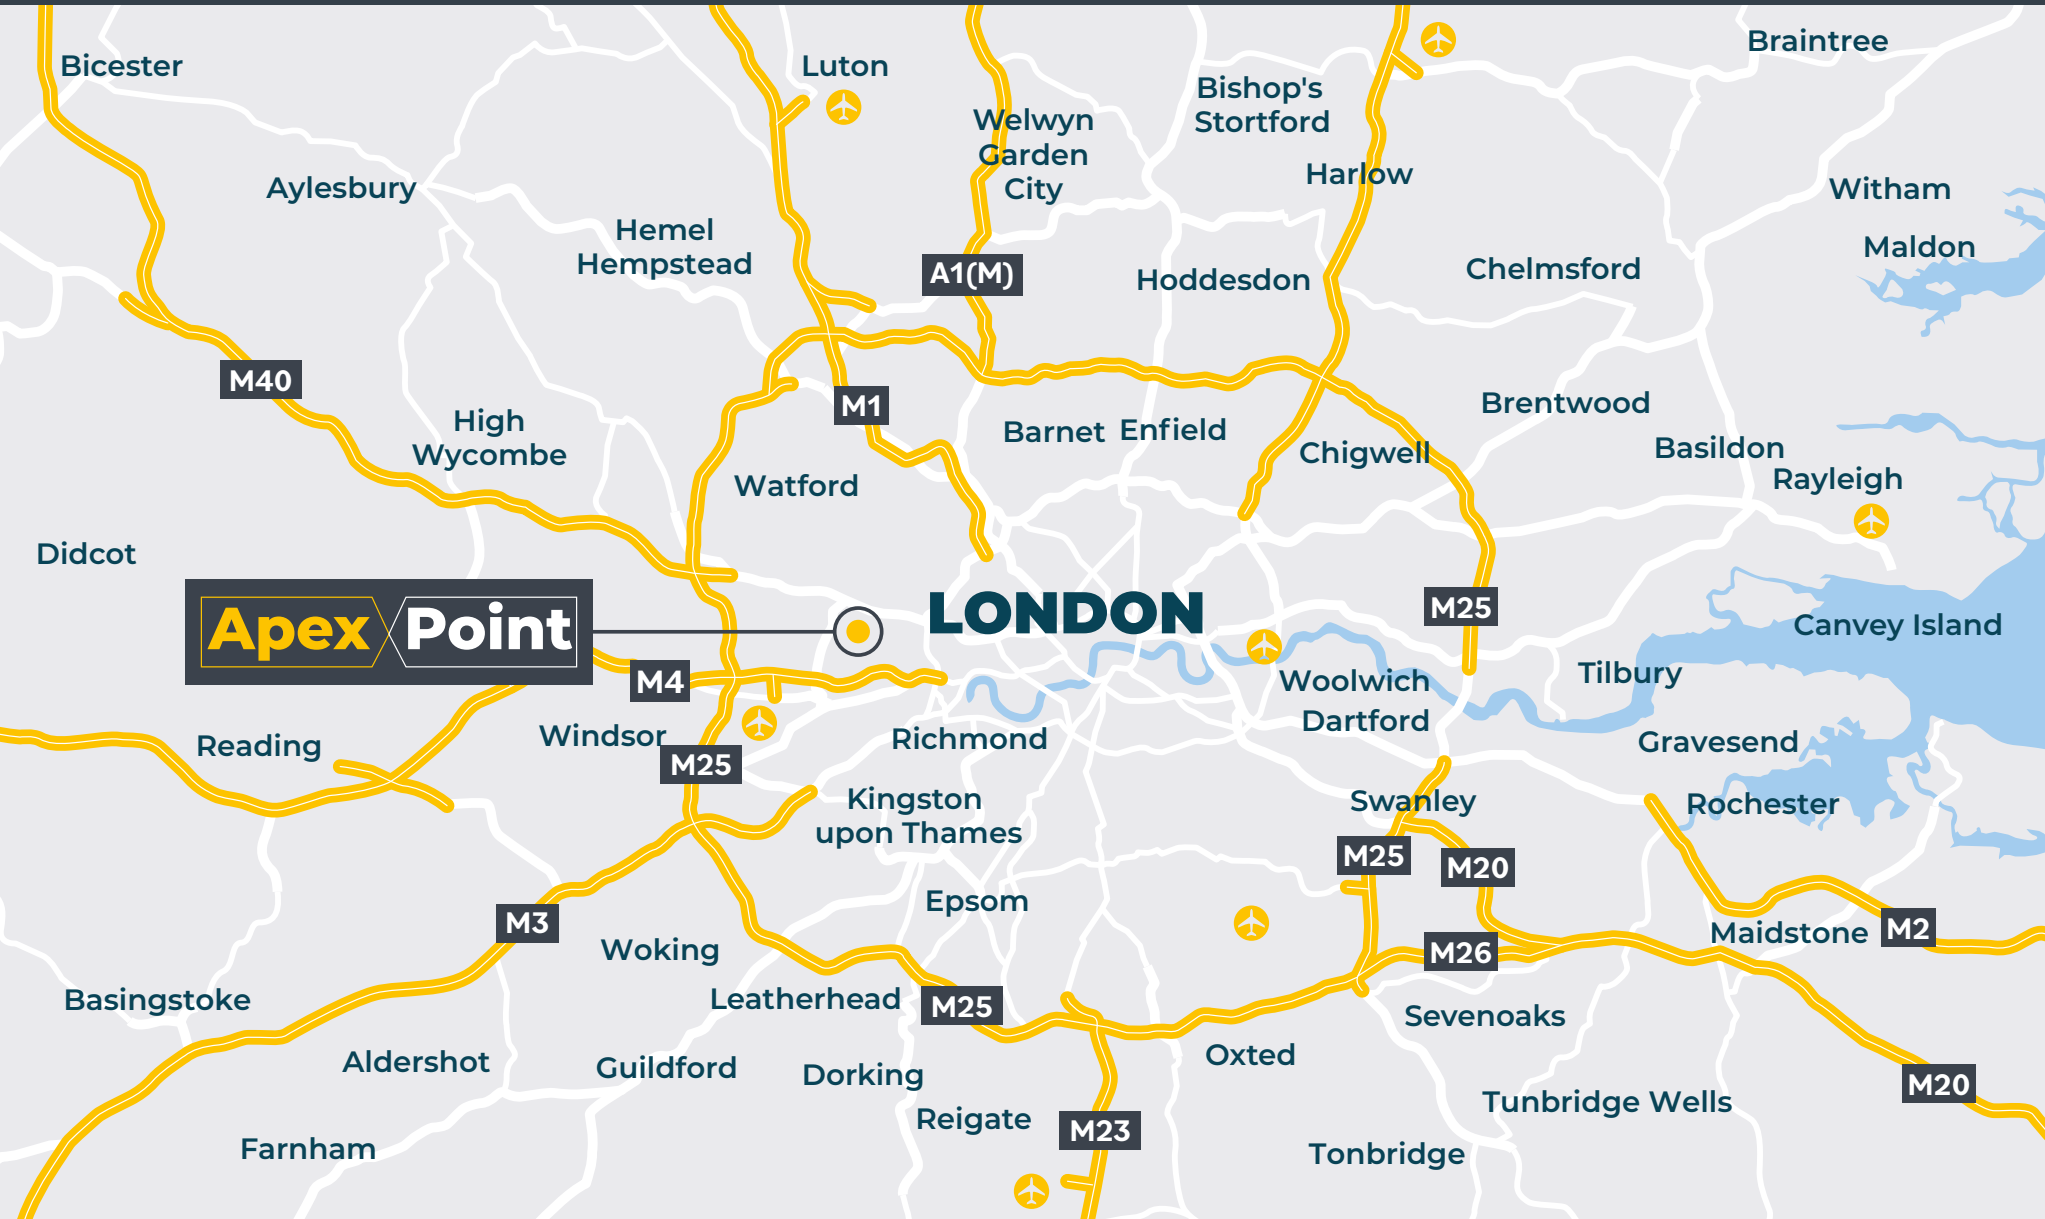 Bicester
Luton
Braintree
Bishop's
Stortford
Welwyn
Garden
City
Harlow
Aylesbury
Witham
Hemel
Hempstead
Maldon
A1(M)
Hoddesdon
Chelmsford
M40
M1
Brentwood
High
Wycombe
Barnet
Enfield
Chigwell
Basildon
Rayleigh
Watford
Didcot
Apex Point
LONDON
M25
Canvey Island
M4
Woolwich
Tilbury
Dartford
Reading
Windsor
Richmond
Gravesend
M25
Kingston
upon Thames
Swanley
Rochester
M25
M20
Epsom
M3
Woking
M26
Maidstone
M2
Basingstoke
Leatherhead
M25
Sevenoaks
Aldershot
Guildford
Dorking
Oxted
M20
Reigate
M23
Tunbridge Wells
Farnham
Tonbridge